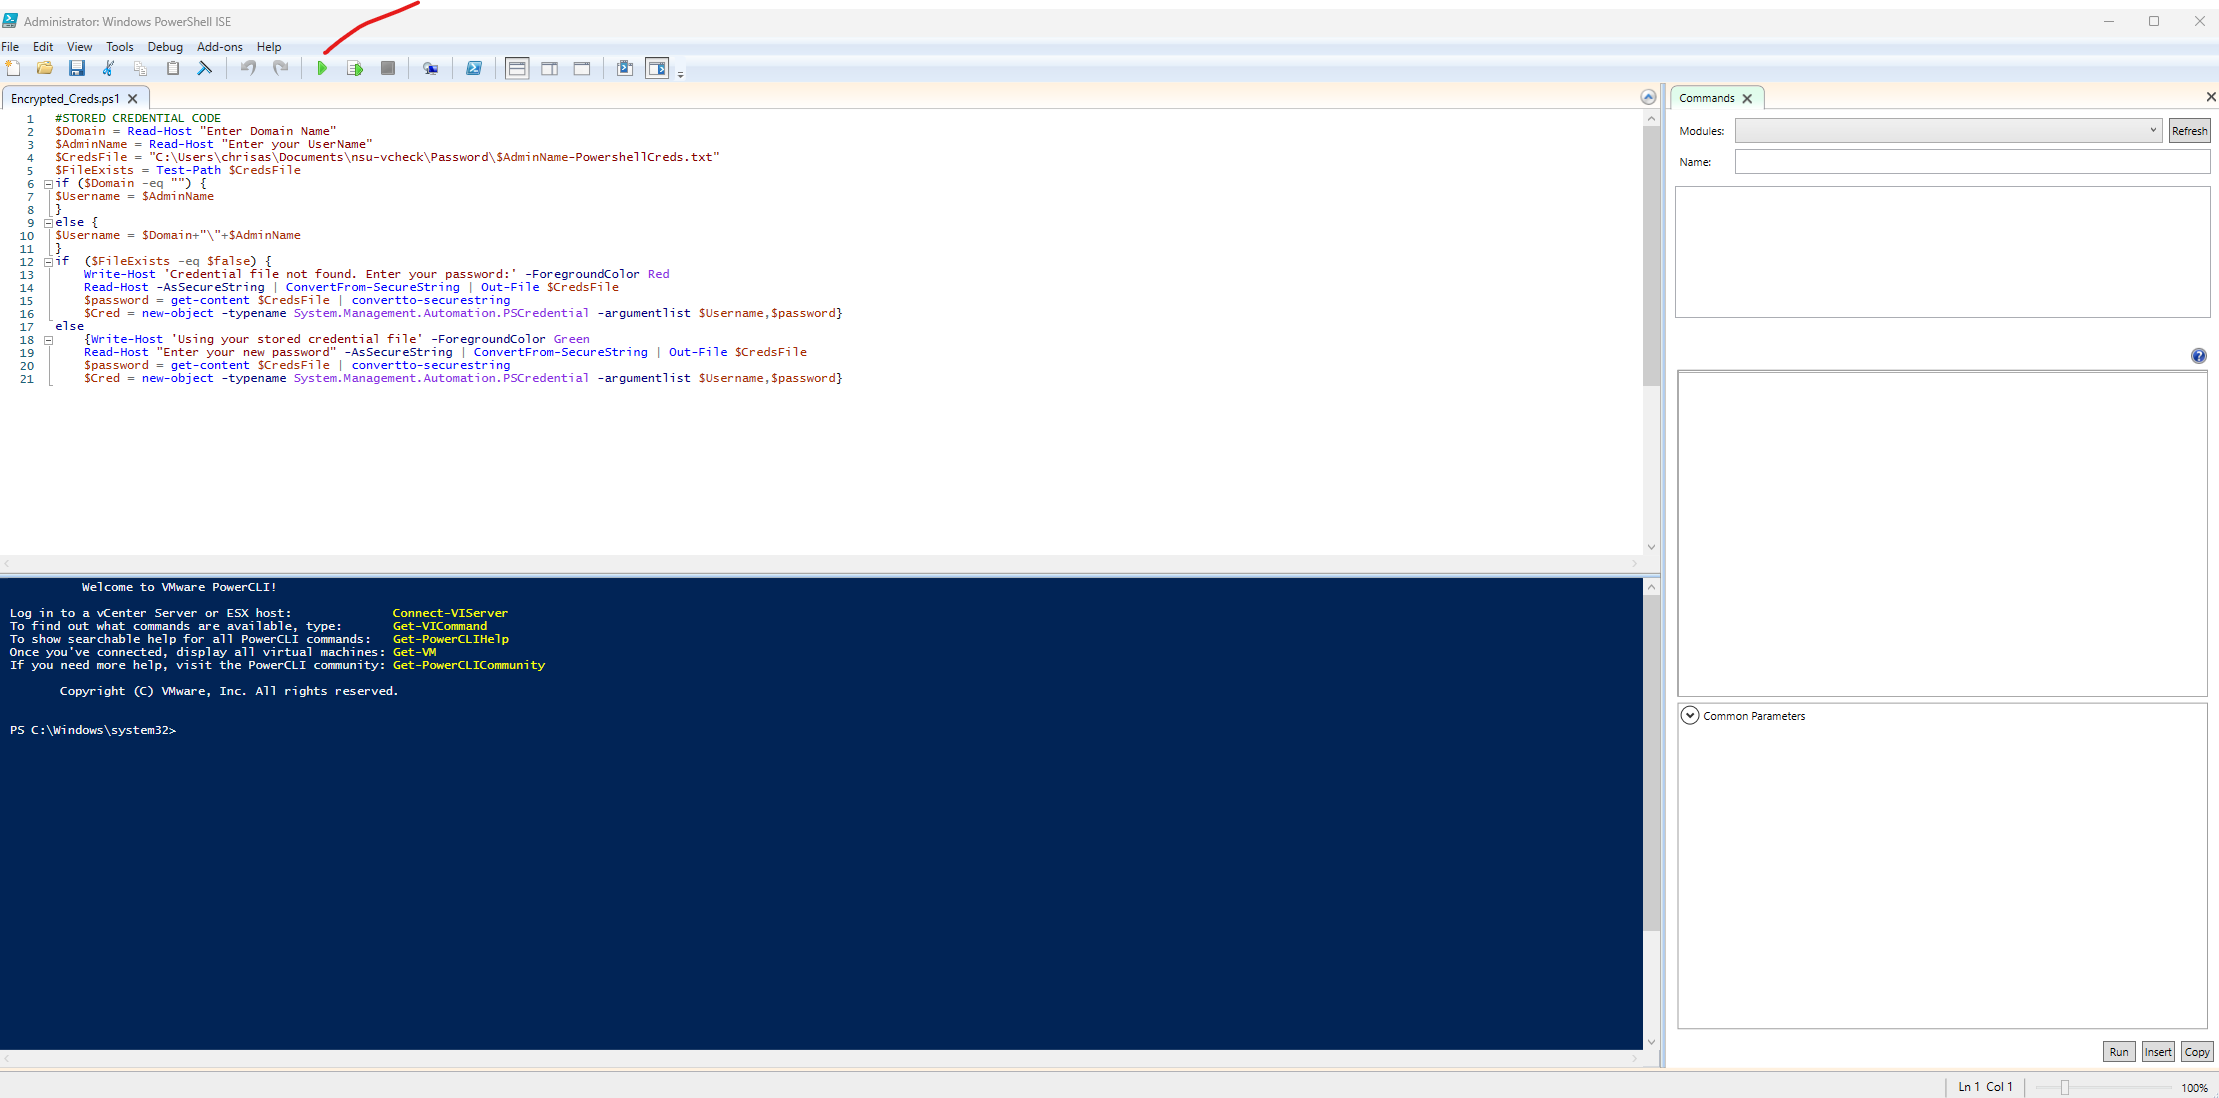 Administrator: Windows PowerShell ISE
File Edit View Tools Debug Add-ons Help
Encrypted_Creds.ps1
1 #STORED CREDENTIAL CODE
2 $Domain = Read-Host "Enter Domain Name"
3 $AdminName = Read-Host "Enter your UserName"
4 $CredsFile = "C:\Users\chrisas\Documents\nsu-vcheck\Password\$AdminName-PowershellCreds.txt"
5 $FileExists = Test-Path $CredsFile
6 if ($Domain -eq "") {
7 $Username = $AdminName
8 }
9 else {
10 $Username = $Domain+"\"+$AdminName
11 }
12 if  ($FileExists -eq $false) {
13     Write-Host 'Credential file not found. Enter your password:' -ForegroundColor Red
14     Read-Host -AsSecureString | ConvertFrom-SecureString | Out-File $CredsFile
15     $password = get-content $CredsFile | convertto-securestring
16     $Cred = new-object -typename System.Management.Automation.PSCredential -argumentlist $Username,$password}
17 else
18     {Write-Host 'Using your stored credential file' -ForegroundColor Green
19     Read-Host "Enter your new password" -AsSecureString | ConvertFrom-SecureString | Out-File $CredsFile
20     $password = get-content $CredsFile | convertto-securestring
21     $Cred = new-object -typename System.Management.Automation.PSCredential -argumentlist $Username,$password}
Welcome to VMware PowerCLI!
Log in to a vCenter Server or ESX host: Connect-VIServer
To find out what commands are available, type: Get-VICommand
To show searchable help for all PowerCLI commands: Get-PowerCLIHelp
Once you've connected, display all virtual machines: Get-VM
If you need more help, visit the PowerCLI community: Get-PowerCLICommunity
Copyright (C) VMware, Inc. All rights reserved.
PS C:\Windows\system32>
Commands
Modules: Refresh
Name:
Common Parameters
Run Insert Copy
Ln 1 Col 1 100%